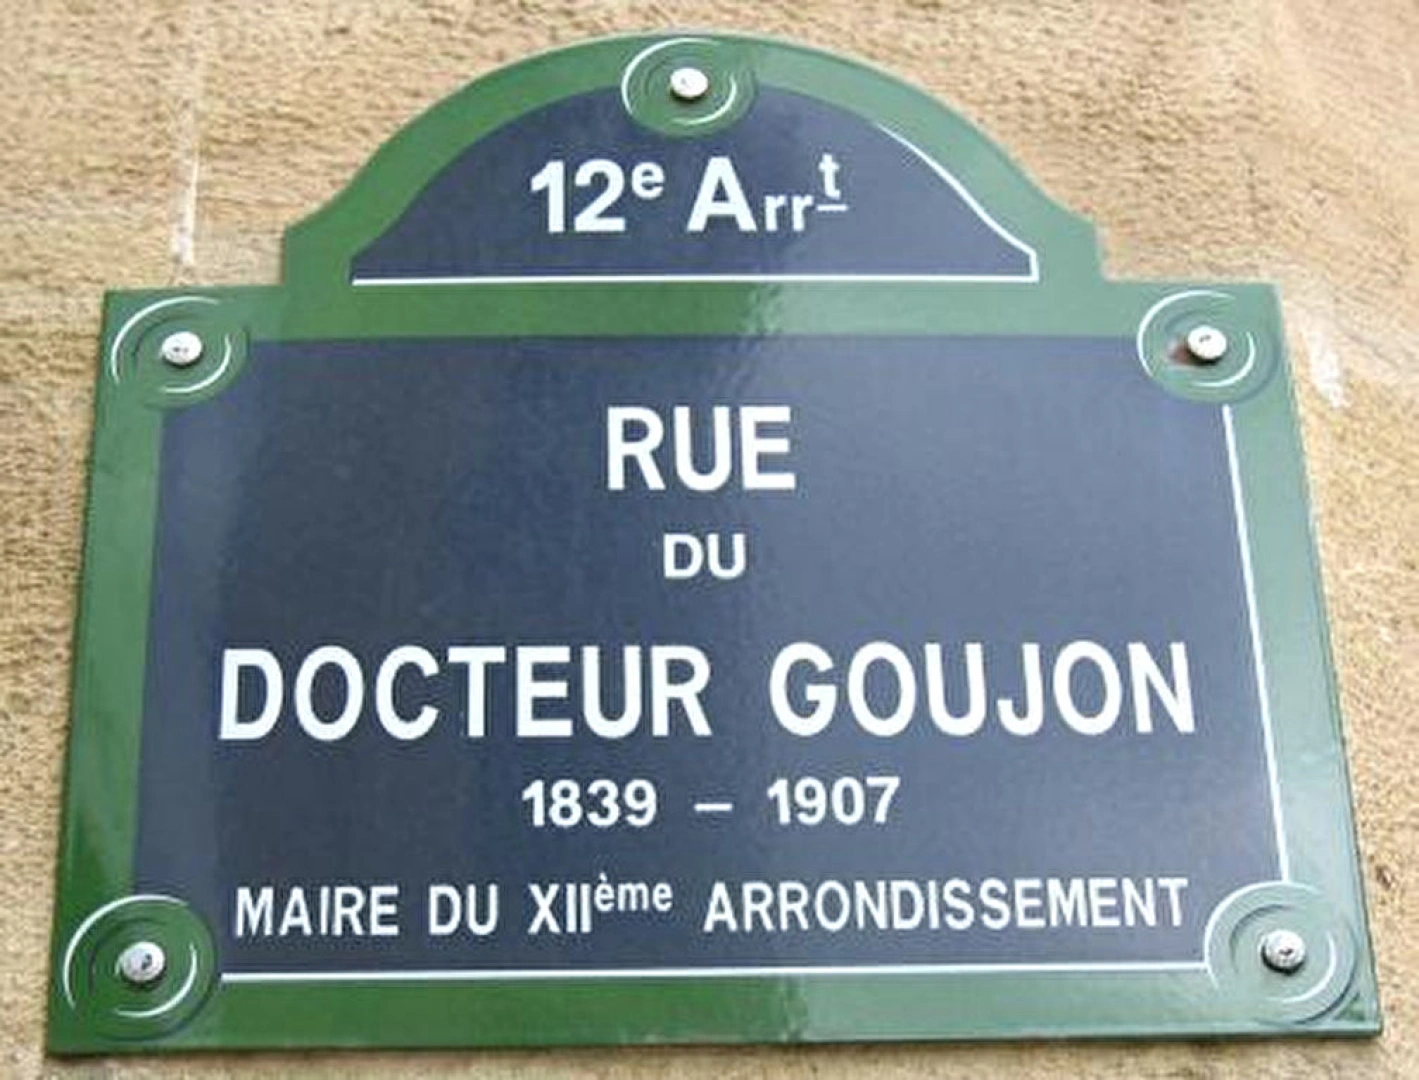 12e Arrt
RUE
DU
DOCTEUR GOUJON
1839 – 1907
MAIRE DU XIIème ARRONDISSEMENT